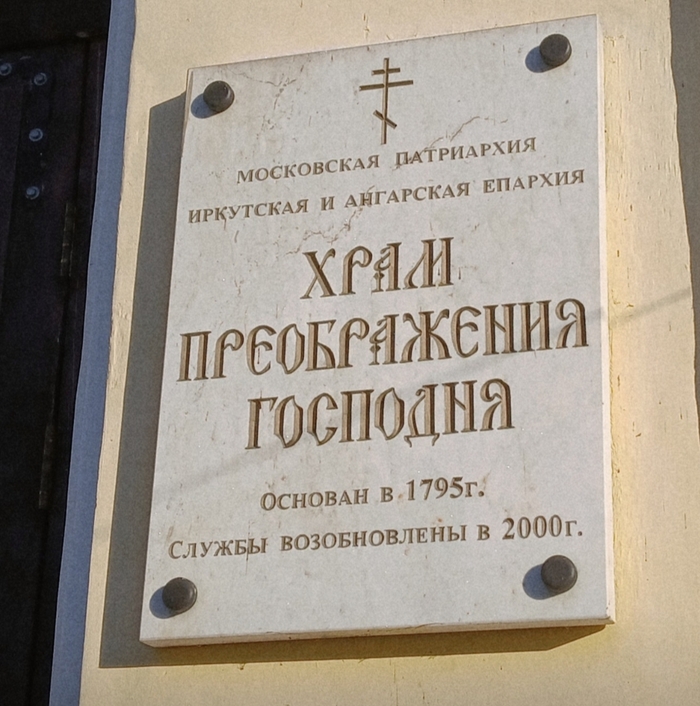 МОСКОВСКАЯ ПАТРИАРХИЯ
ИРКУТСКАЯ И АНГАРСКАЯ ЕПАРХИЯ
ХРАМ
ПРЕОБРАЖЕНИЯ
ГОСПОДНЯ
ОСНОВАН В 1795г.
СЛУЖБЫ ВОЗОБНОВЛЕНЫ В 2000г.